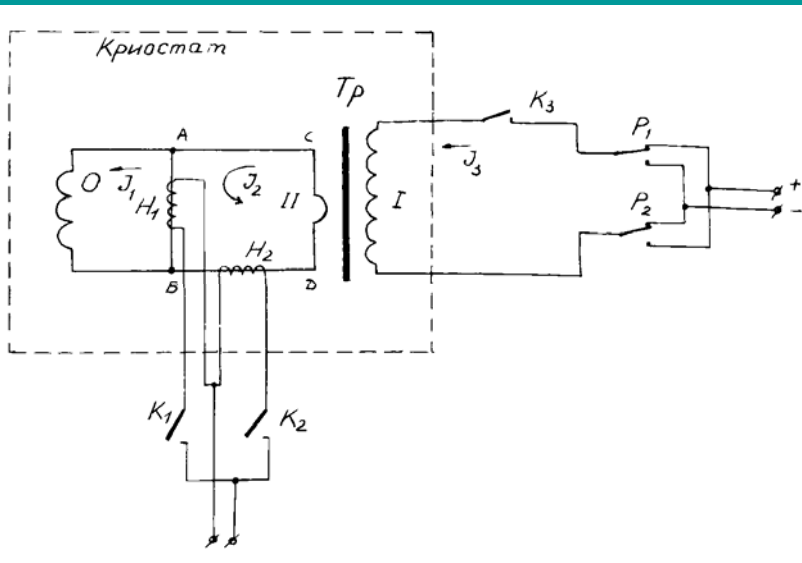 Криостат
Тр
K₃
P₁
A
C
J₃
+
O
J₁
H₁
J₂
II
I
P₂
−
H₂
B
D
K₁
K₂